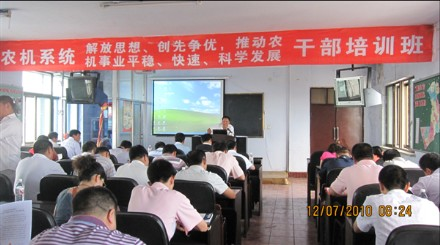 农机系统
解放思想、创先争优，推动农
机事业平稳、快速、科学发展
干部培训班
12/07/2010 08:24